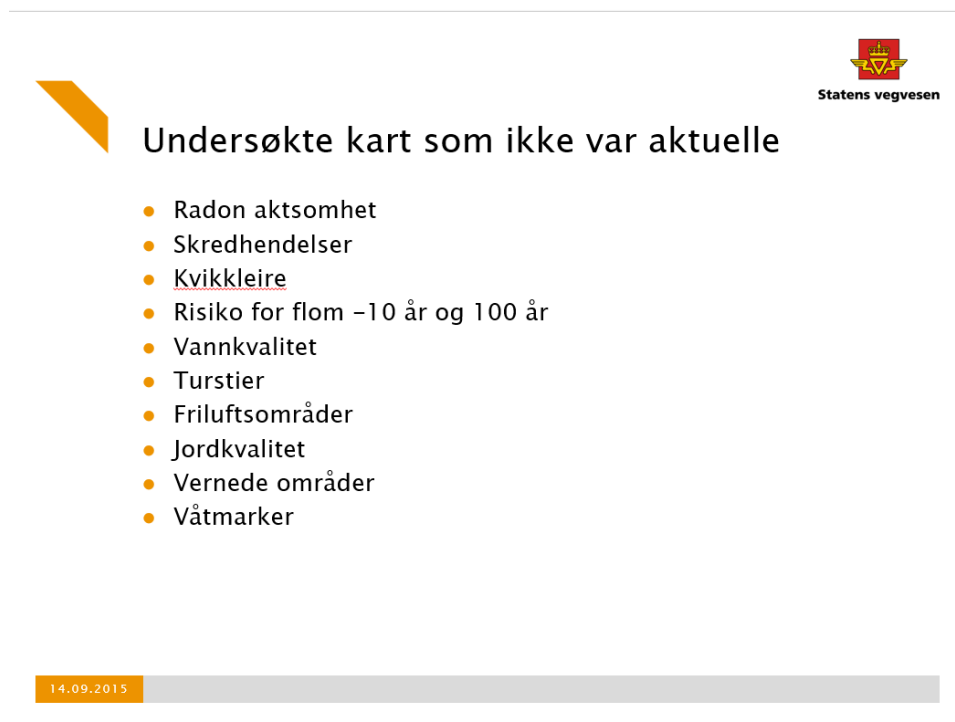 Statens vegvesen
Undersøkte kart som ikke var aktuelle
Radon aktsomhet
Skredhendelser
Kvikkleire
Risiko for flom -10 år og 100 år
Vannkvalitet
Turstier
Friluftsområder
Jordkvalitet
Vernede områder
Våtmarker
14.09.2015